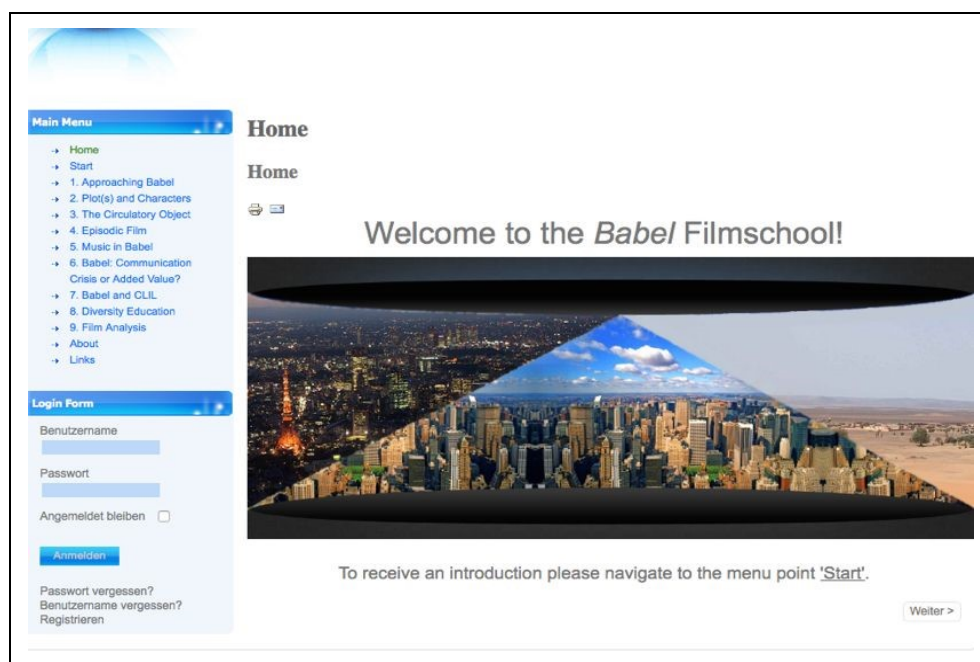 Main Menu
Home
Start
1. Approaching Babel
2. Plot(s) and Characters
3. The Circulatory Object
4. Episodic Film
5. Music in Babel
6. Babel: Communication
Crisis or Added Value?
7. Babel and CLIL
8. Diversity Education
9. Film Analysis
About
Links
Login Form
Benutzername
Passwort
Angemeldet bleiben
Anmelden
Passwort vergessen?
Benutzername vergessen?
Registrieren
Home
Home
Welcome to the Babel Filmschool!
To receive an introduction please navigate to the menu point 'Start'.
Weiter >